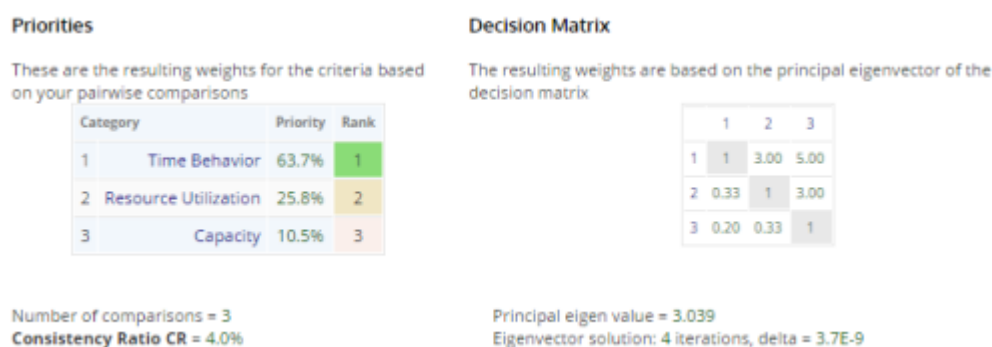 Priorities
These are the resulting weights for the criteria based
on your pairwise comparisons
Category Priority Rank
1 Time Behavior 63.7% 1
2 Resource Utilization 25.8% 2
3 Capacity 10.5% 3
Number of comparisons = 3
Consistency Ratio CR = 4.0%
Decision Matrix
The resulting weights are based on the principal eigenvector of the
decision matrix
1 2 3
1 1 3.00 5.00
2 0.33 1 3.00
3 0.20 0.33 1
Principal eigen value = 3.039
Eigenvector solution: 4 iterations, delta = 3.7E-9